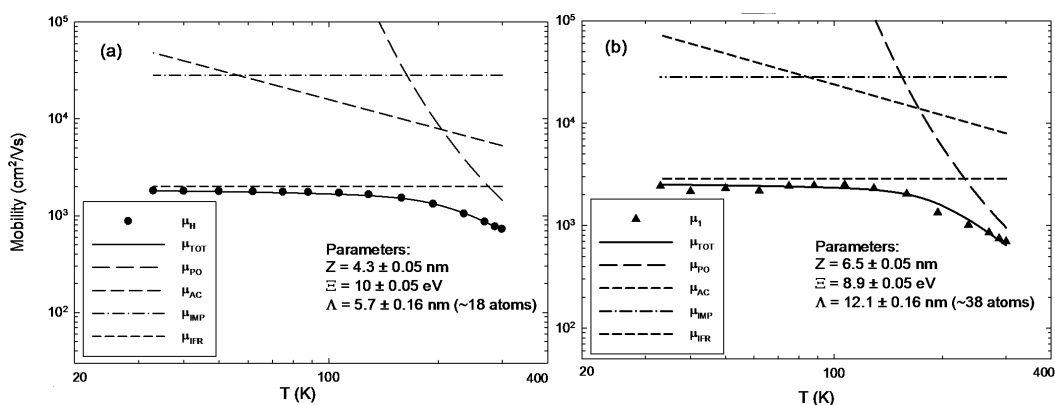 (a)
Mobility (cm²/Vs)
10⁵
10⁴
10³
10²
μH
μTOT
μPO
μAC
μIMP
μIFR
Parameters:
Z = 4.3 ± 0.05 nm
Ξ = 10 ± 0.05 eV
Λ = 5.7 ± 0.16 nm (~18 atoms)
20
100
400
T (K)
(b)
10⁵
10⁴
10³
10²
μ1
μTOT
μPO
μAC
μIMP
μIFR
Parameters:
Z = 6.5 ± 0.05 nm
Ξ = 8.9 ± 0.05 eV
Λ = 12.1 ± 0.16 nm (~38 atoms)
20
100
400
T (K)